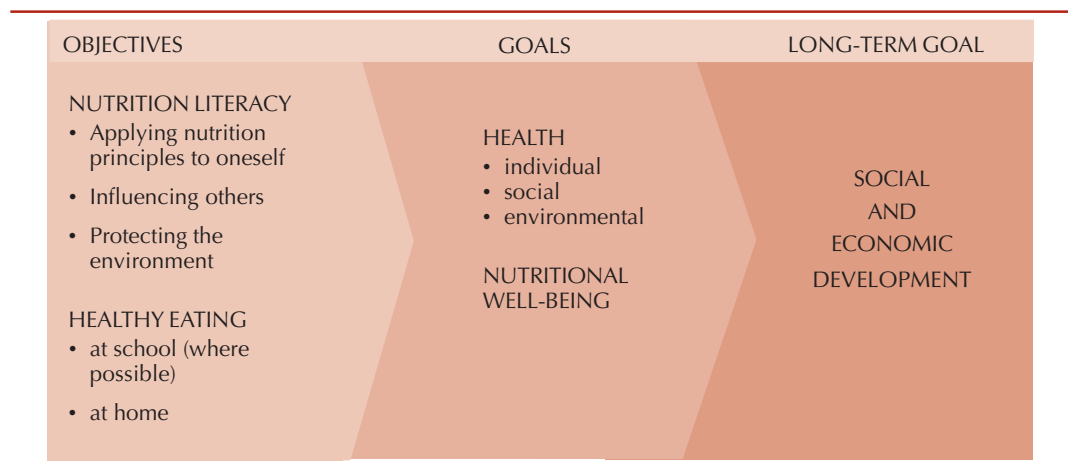 OBJECTIVES
GOALS
LONG-TERM GOAL
NUTRITION LITERACY
• Applying nutrition
principles to oneself
• Influencing others
• Protecting the
environment
HEALTHY EATING
• at school (where
possible)
• at home
HEALTH
• individual
• social
• environmental
NUTRITIONAL
WELL-BEING
SOCIAL
AND
ECONOMIC
DEVELOPMENT